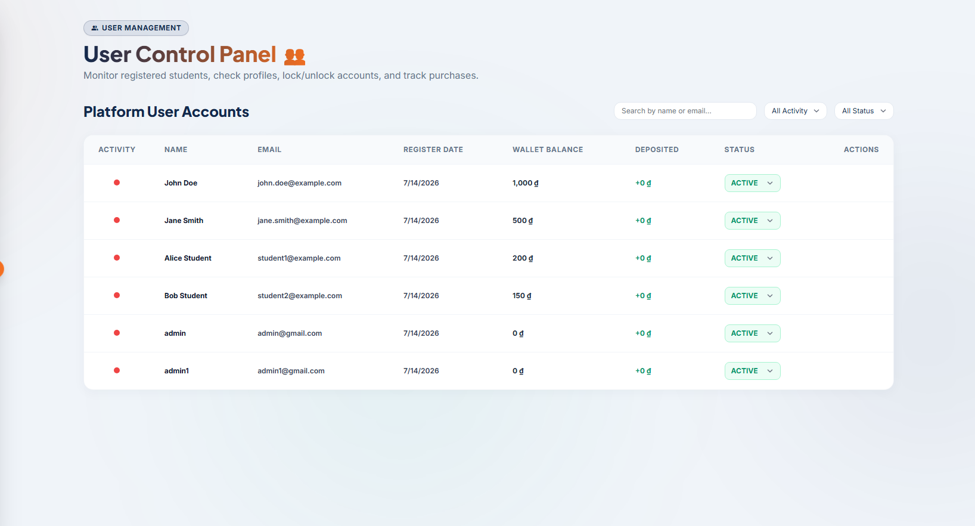 USER MANAGEMENT
User Control Panel
Monitor registered students, check profiles, lock/unlock accounts, and track purchases.
Platform User Accounts
Search by name or email... All Activity All Status
ACTIVITY NAME EMAIL REGISTER DATE WALLET BALANCE DEPOSITED STATUS ACTIONS
John Doe john.doe@example.com 7/14/2026 1,000 ₫ +0 ₫ ACTIVE
Jane Smith jane.smith@example.com 7/14/2026 500 ₫ +0 ₫ ACTIVE
Alice Student student1@example.com 7/14/2026 200 ₫ +0 ₫ ACTIVE
Bob Student student2@example.com 7/14/2026 150 ₫ +0 ₫ ACTIVE
admin admin@gmail.com 7/14/2026 0 ₫ +0 ₫ ACTIVE
admin1 admin1@gmail.com 7/14/2026 0 ₫ +0 ₫ ACTIVE